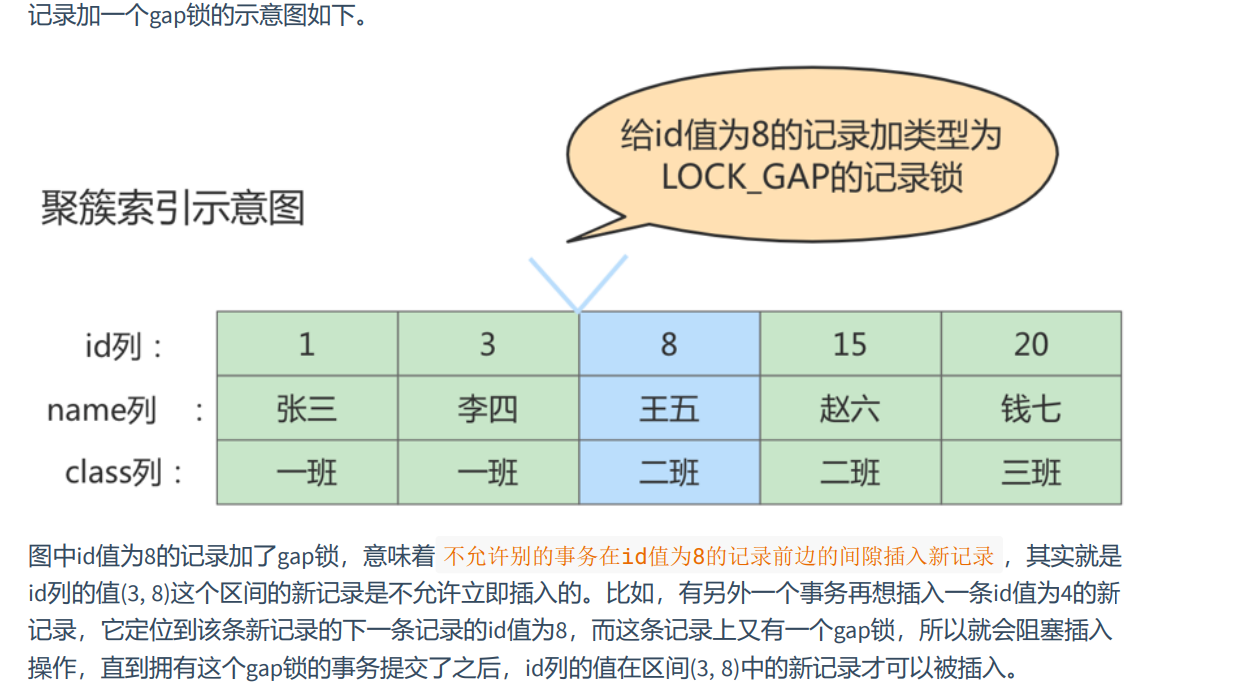 记录加一个gap锁的示意图如下。
给id值为8的记录加类型为
LOCK_GAP的记录锁
聚簇索引示意图
id列： 1 3 8 15 20
name列 ： 张三 李四 王五 赵六 钱七
class列： 一班 一班 二班 二班 三班
图中id值为8的记录加了gap锁，意味着 不允许别的事务在id值为8的记录前边的间隙插入新记录 ，其实就是
id列的值(3, 8)这个区间的新记录是不允许立即插入的。比如，有另外一个事务再想插入一条id值为4的新
记录，它定位到该条新记录的下一条记录的id值为8，而这条记录上又有一个gap锁，所以就会阻塞插入
操作，直到拥有这个gap锁的事务提交了之后，id列的值在区间(3, 8)中的新记录才可以被插入。